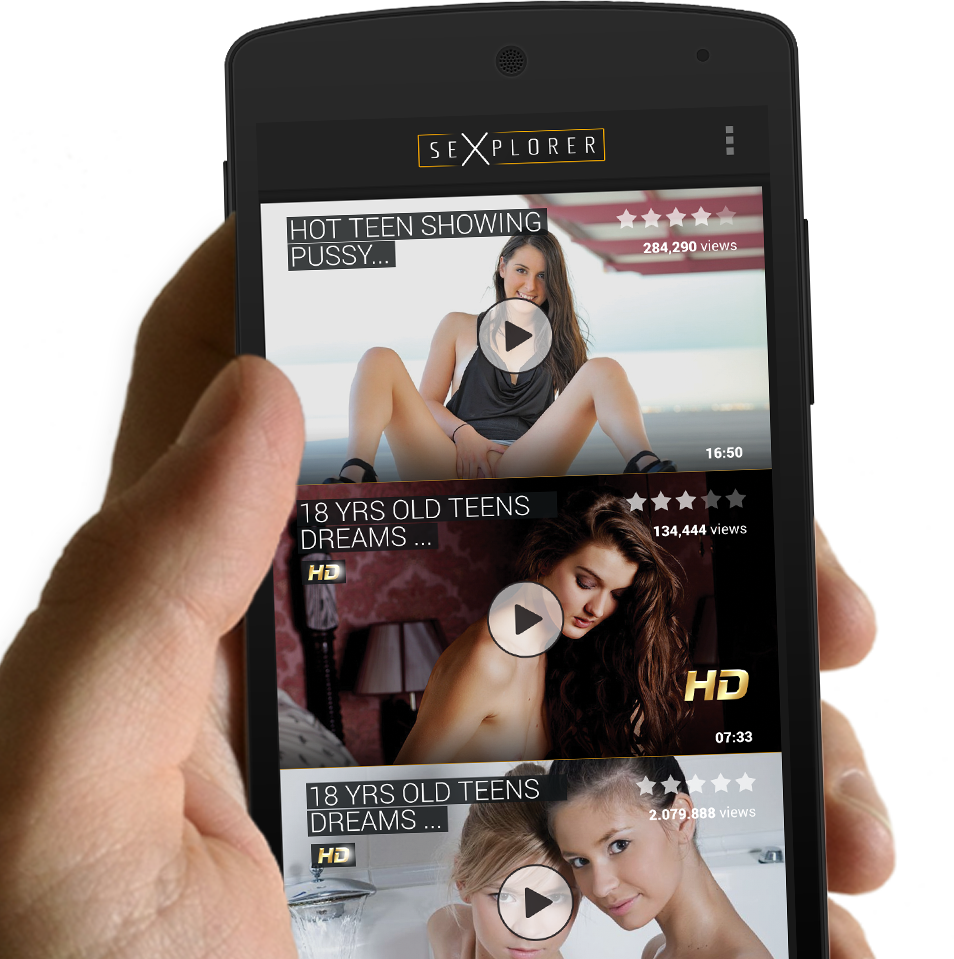 SEXPLORER
HOT TEEN SHOWING
PUSSY...
284,290 views
16:50
18 YRS OLD TEENS
DREAMS ...
HD
134,444 views
HD
07:33
18 YRS OLD TEENS
DREAMS ...
HD
2.079.888 views